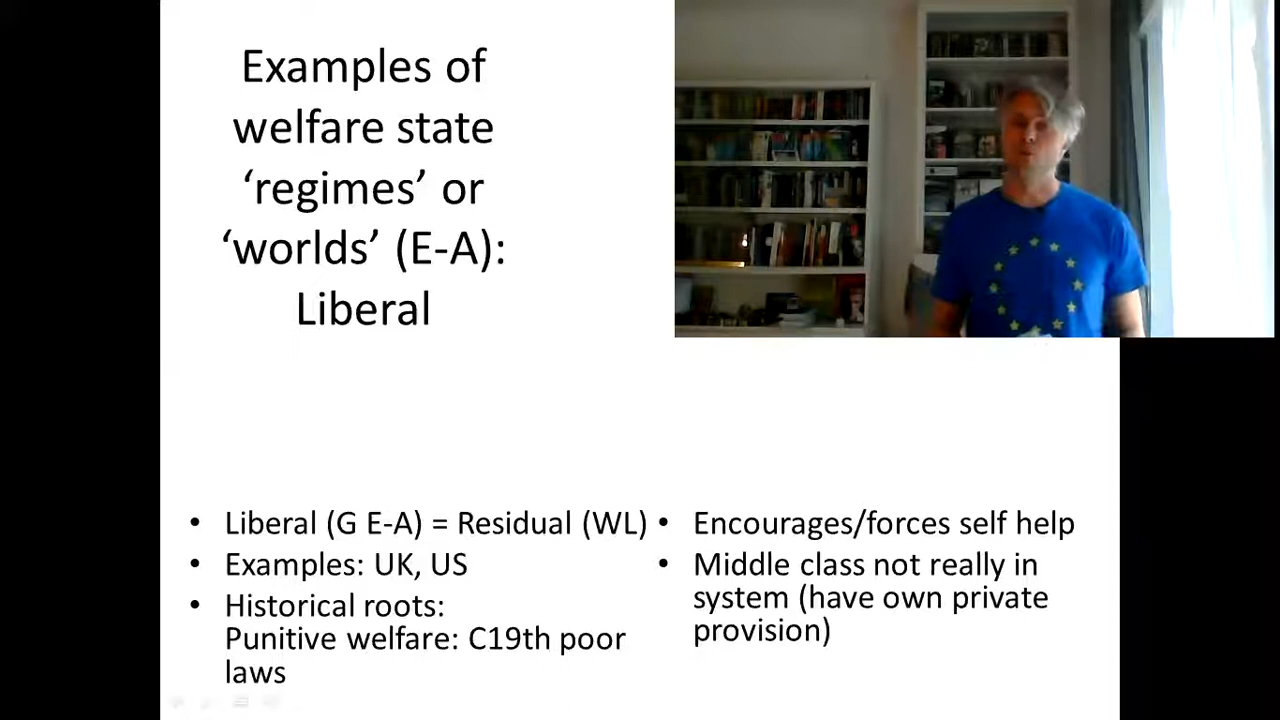 Examples of
welfare state
‘regimes’ or
‘worlds’ (E-A):
Liberal
• Liberal (G E-A) = Residual (WL)
• Examples: UK, US
• Historical roots:
Punitive welfare: C19th poor
laws
• Encourages/forces self help
• Middle class not really in
system (have own private
provision)